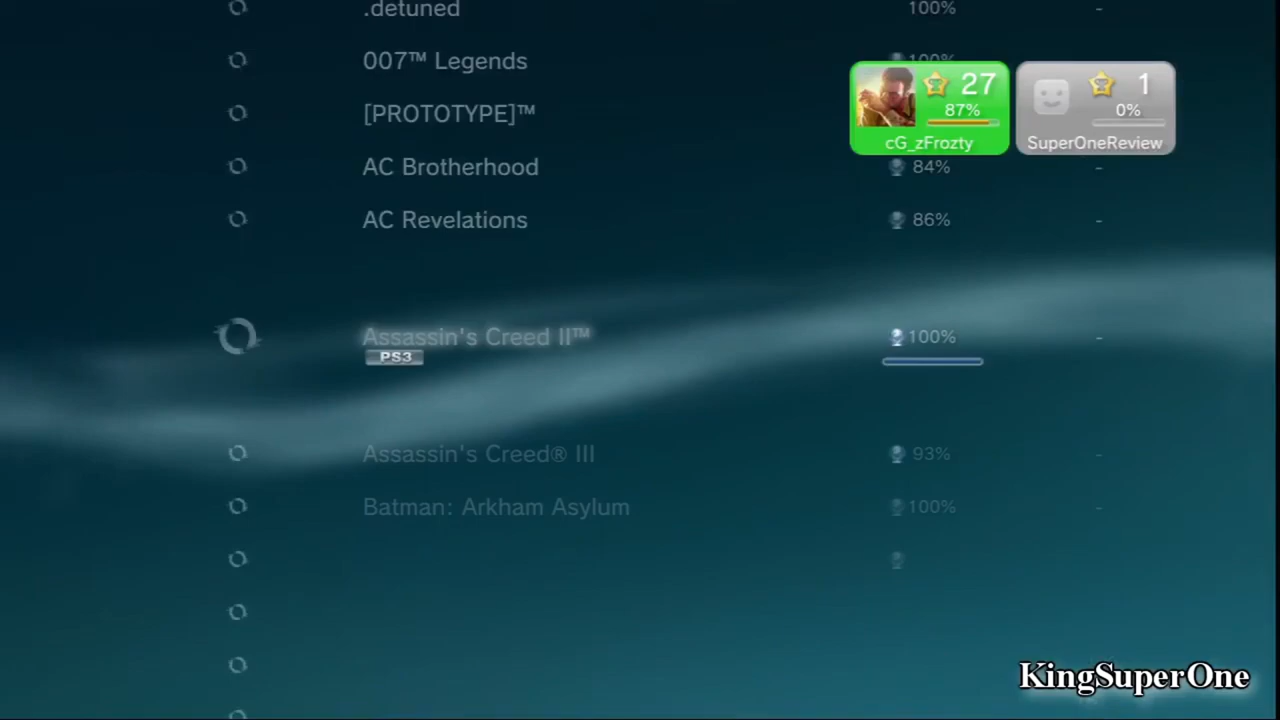 .detuned 100% -
007™ Legends 100%
27
87%
cG_zFrozty
1
0%
SuperOneReview
[PROTOTYPE]™
AC Brotherhood 84% -
AC Revelations 86% -
Assassin's Creed II™ 100% -
PS3
Assassin's Creed® III 93% -
Batman: Arkham Asylum 100% -
KingSuperOne